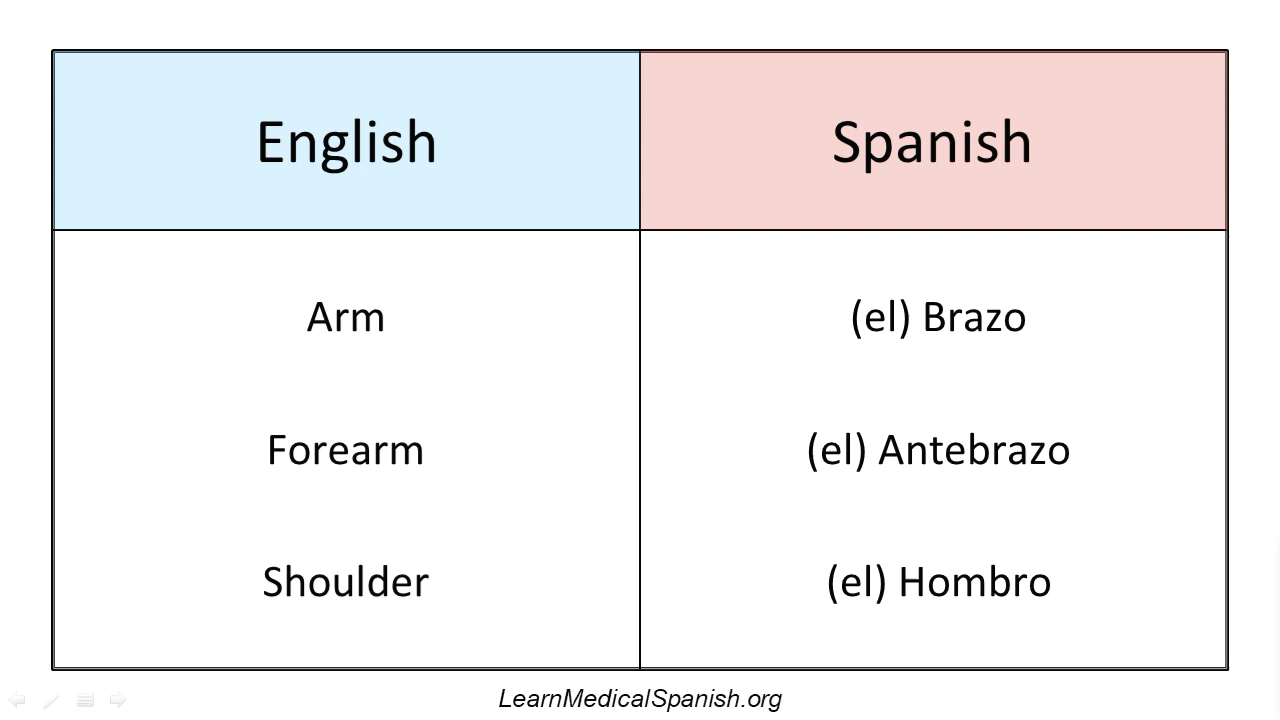 English
Spanish
Arm
(el) Brazo
Forearm
(el) Antebrazo
Shoulder
(el) Hombro
LearnMedicalSpanish.org